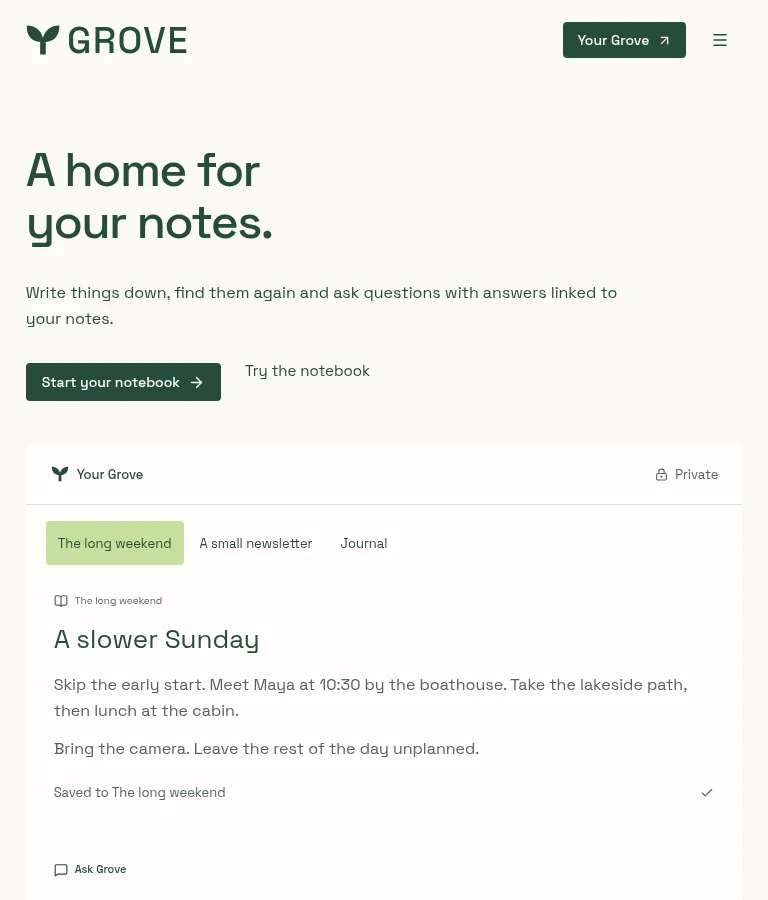 GROVE
Your Grove
A home for
your notes.
Write things down, find them again and ask questions with answers linked to
your notes.
Start your notebook
Try the notebook
Your Grove
Private
The long weekend
A small newsletter
Journal
The long weekend
A slower Sunday
Skip the early start. Meet Maya at 10:30 by the boathouse. Take the lakeside path,
then lunch at the cabin.
Bring the camera. Leave the rest of the day unplanned.
Saved to The long weekend
Ask Grove